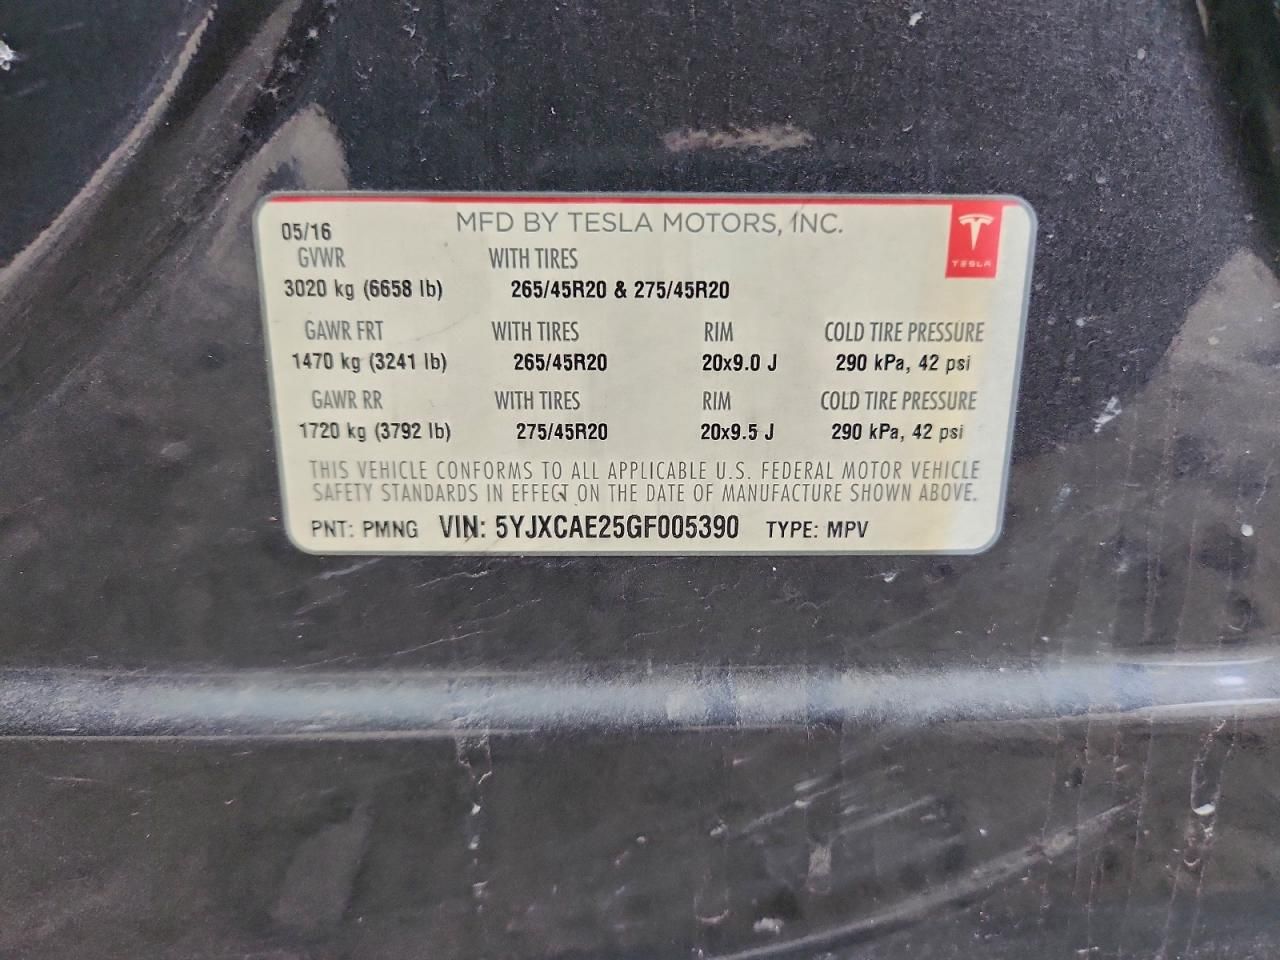 MFD BY TESLA MOTORS, INC.
TESLA
05/16
GVWR WITH TIRES
3020 kg (6658 lb) 265/45R20 & 275/45R20
GAWR FRT WITH TIRES RIM COLD TIRE PRESSURE
1470 kg (3241 lb) 265/45R20 20x9.0 J 290 kPa, 42 psi
GAWR RR WITH TIRES RIM COLD TIRE PRESSURE
1720 kg (3792 lb) 275/45R20 20x9.5 J 290 kPa, 42 psi
THIS VEHICLE CONFORMS TO ALL APPLICABLE U.S. FEDERAL MOTOR VEHICLE
SAFETY STANDARDS IN EFFECT ON THE DATE OF MANUFACTURE SHOWN ABOVE.
PNT: PMNG VIN: 5YJXCAE25GF005390 TYPE: MPV